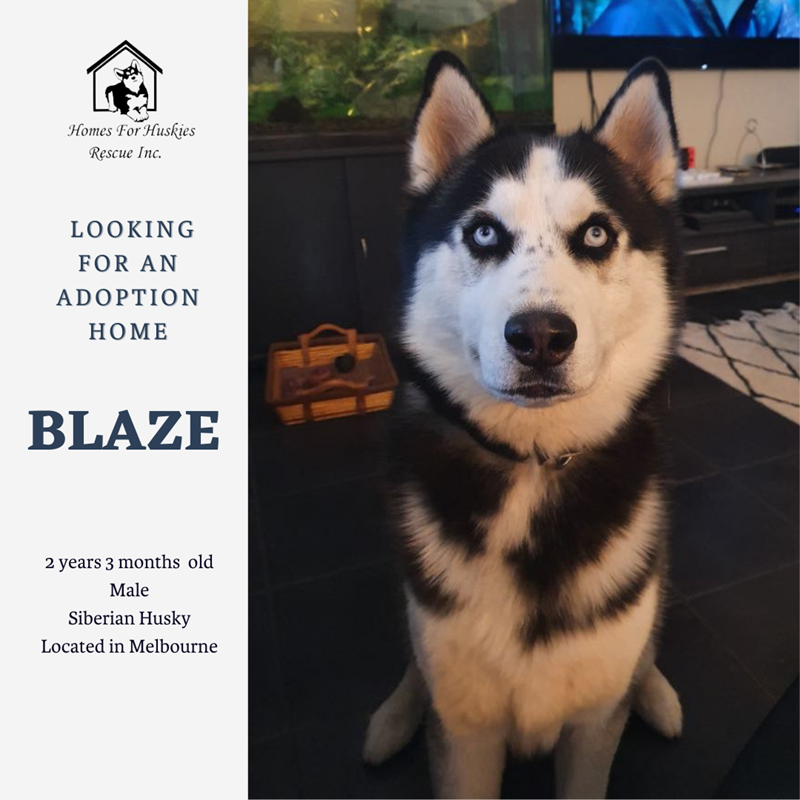 Homes For Huskies
Rescue Inc.
LOOKING
FOR AN
ADOPTION
HOME
BLAZE
2 years 3 months old
Male
Siberian Husky
Located in Melbourne